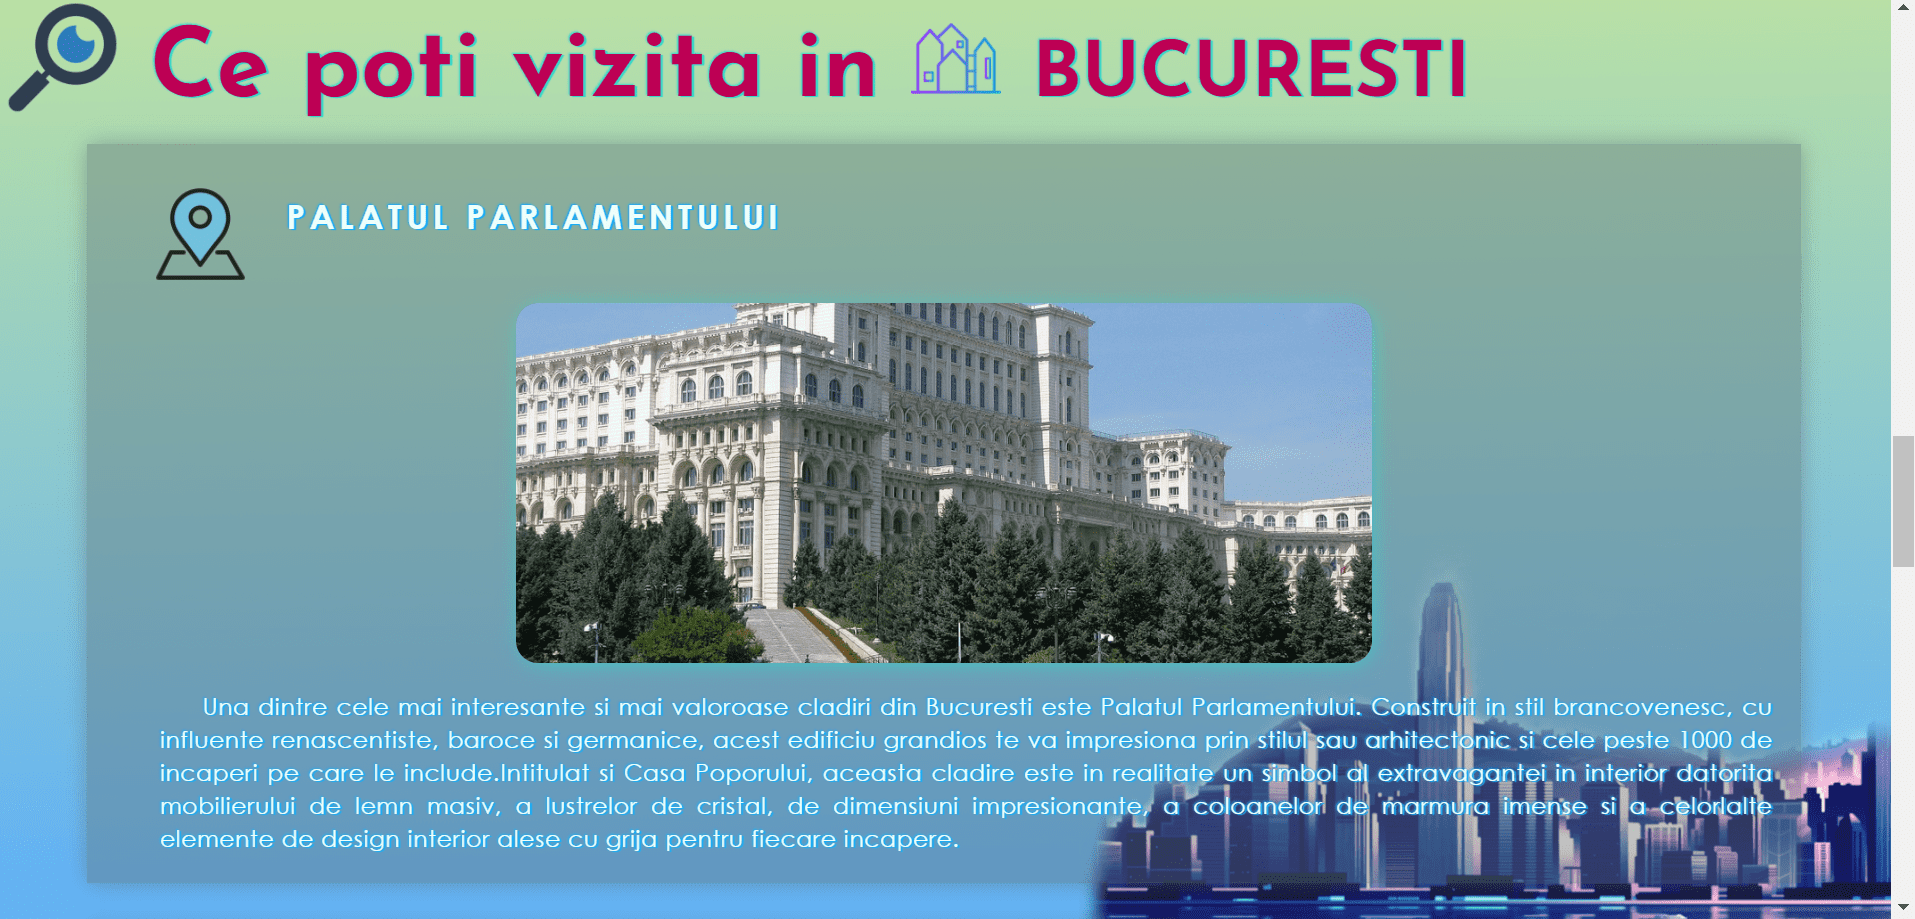 Ce poti vizita in BUCURESTI
PALATUL PARLAMENTULUI
Una dintre cele mai interesante si mai valoroase cladiri din Bucuresti este Palatul Parlamentului. Construit in stil brancovenesc, cu
influente renascentiste, baroce si germanice, acest edificiu grandios te va impresiona prin stilul sau arhitectonic si cele peste 1000 de
incaperi pe care le include.Intitulat si Casa Poporului, aceasta cladire este in realitate un simbol al extravagantei in interior datorita
mobilierului de lemn masiv, a lustrelor de cristal, de dimensiuni impresionante, a coloanelor de marmura imense si a celorlalte
elemente de design interior alese cu grija pentru fiecare incapere.